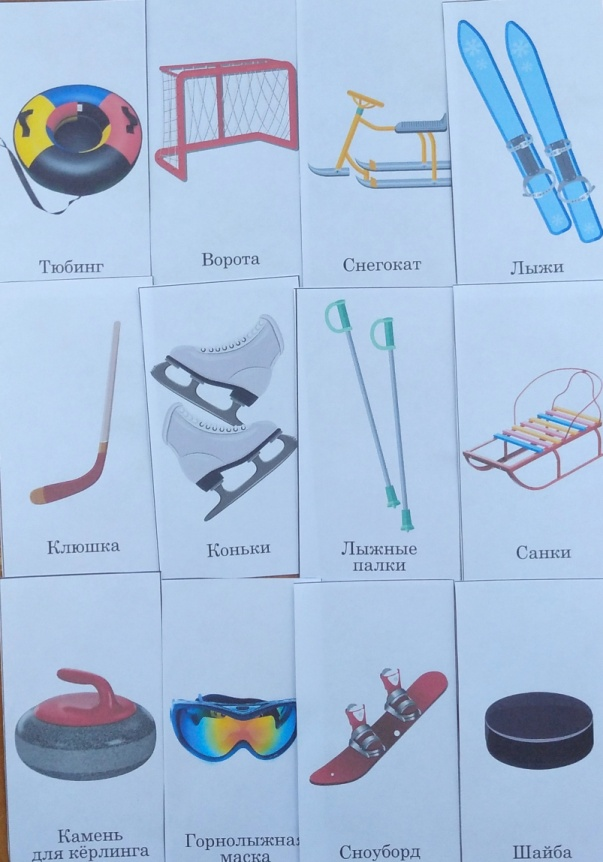 Тюбинг
Ворота
Снегокат
Лыжи
Клюшка
Коньки
Лыжные
палки
Санки
Камень
для кёрлинга
Горнолыжная
маска
Сноуборд
Шайба